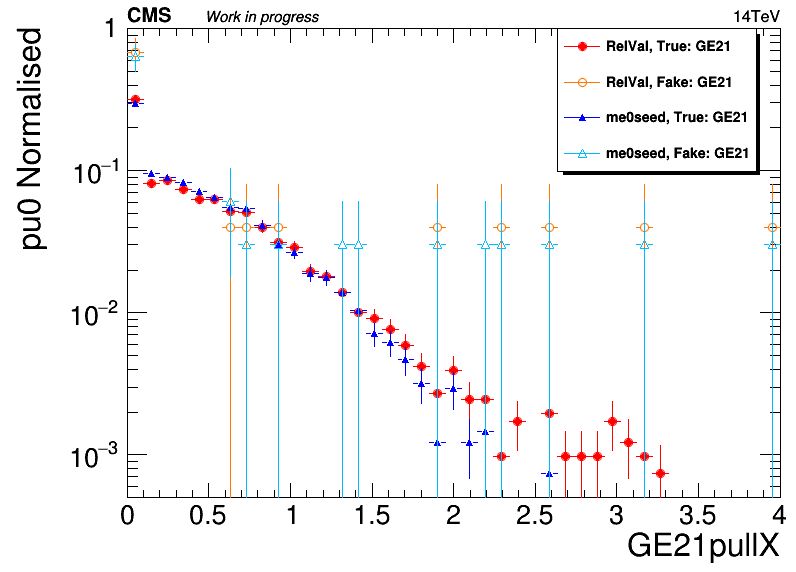 CMS Work in progress 14TeV
pu0 Normalised
1
10⁻¹
10⁻²
10⁻³
RelVal, True: GE21
RelVal, Fake: GE21
me0seed, True: GE21
me0seed, Fake: GE21
0 0.5 1 1.5 2 2.5 3 3.5 4
GE21pullX